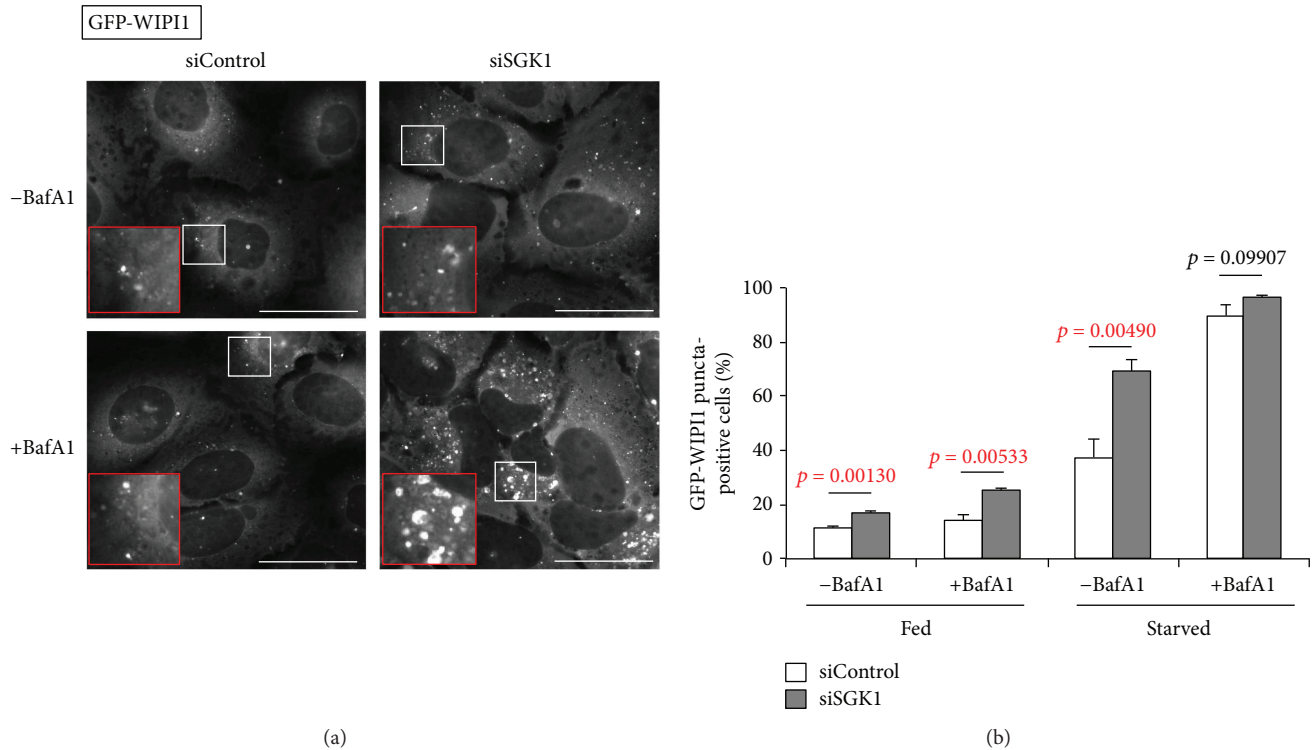 GFP-WIPI1
siControl
siSGK1
−BafA1
+BafA1
(a)
GFP-WIPI1 puncta-
positive cells (%)
100
80
60
40
20
0
p = 0.00130
p = 0.00533
p = 0.00490
p = 0.09907
−BafA1
+BafA1
−BafA1
+BafA1
Fed
Starved
siControl
siSGK1
(b)